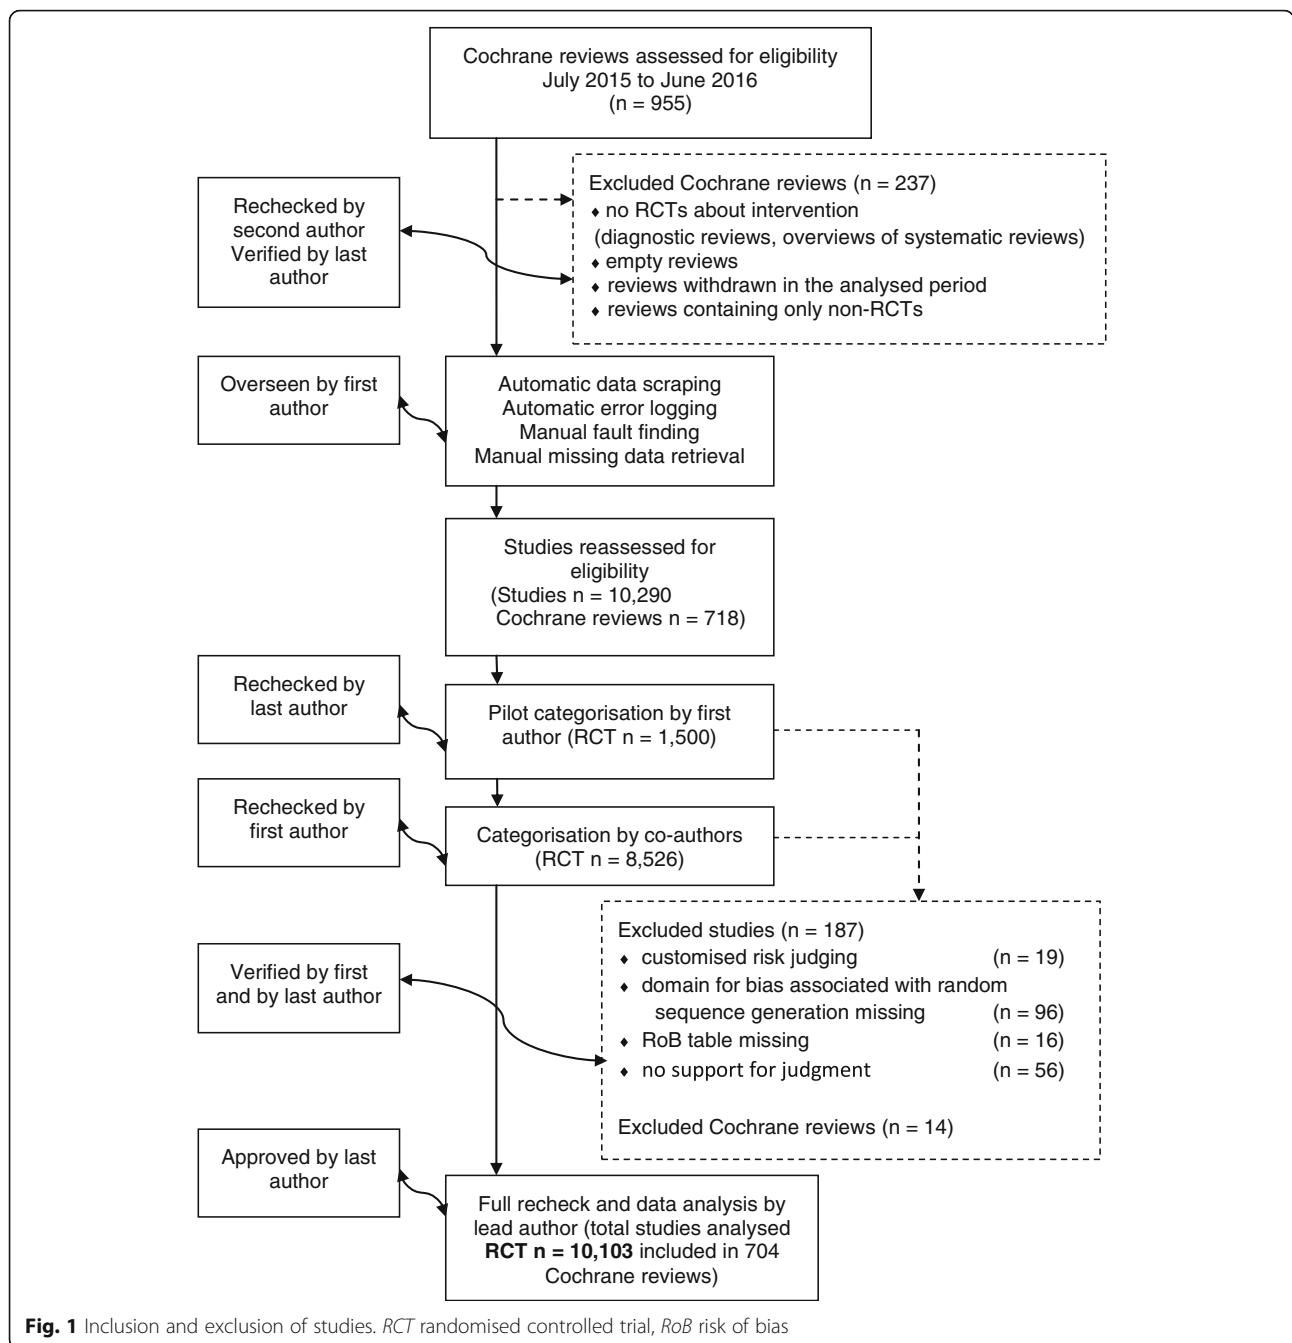 Cochrane reviews assessed for eligibility
July 2015 to June 2016
(n = 955)
Excluded Cochrane reviews (n = 237)
♦ no RCTs about intervention
(diagnostic reviews, overviews of systematic reviews)
♦ empty reviews
♦ reviews withdrawn in the analysed period
♦ reviews containing only non-RCTs
Rechecked by
second author
Verified by last
author
Overseen by first
author
Automatic data scraping
Automatic error logging
Manual fault finding
Manual missing data retrieval
Studies reassessed for
eligibility
(Studies n = 10,290
Cochrane reviews n = 718)
Rechecked by
last author
Pilot categorisation by first
author (RCT n = 1,500)
Rechecked by
first author
Categorisation by co-authors
(RCT n = 8,526)
Excluded studies (n = 187)
♦ customised risk judging (n = 19)
♦ domain for bias associated with random
sequence generation missing (n = 96)
♦ RoB table missing (n = 16)
♦ no support for judgment (n = 56)
Excluded Cochrane reviews (n = 14)
Verified by first
and by last author
Approved by last
author
Full recheck and data analysis by
lead author (total studies analysed
RCT n = 10,103 included in 704
Cochrane reviews)
Fig. 1 Inclusion and exclusion of studies. RCT randomised controlled trial, RoB risk of bias